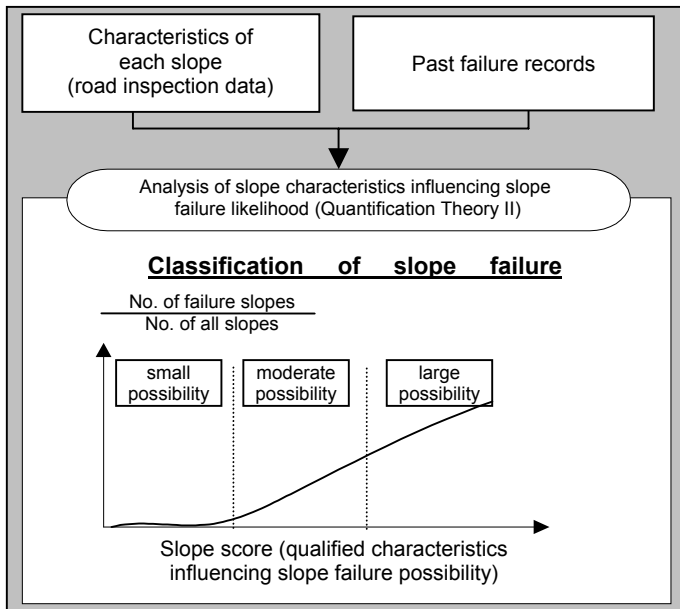 Characteristics of
each slope
(road inspection data)
Past failure records
Analysis of slope characteristics influencing slope
failure likelihood (Quantification Theory II)
Classification of slope failure
No. of failure slopes
No. of all slopes
small
possibility
moderate
possibility
large
possibility
Slope score (qualified characteristics
influencing slope failure possibility)